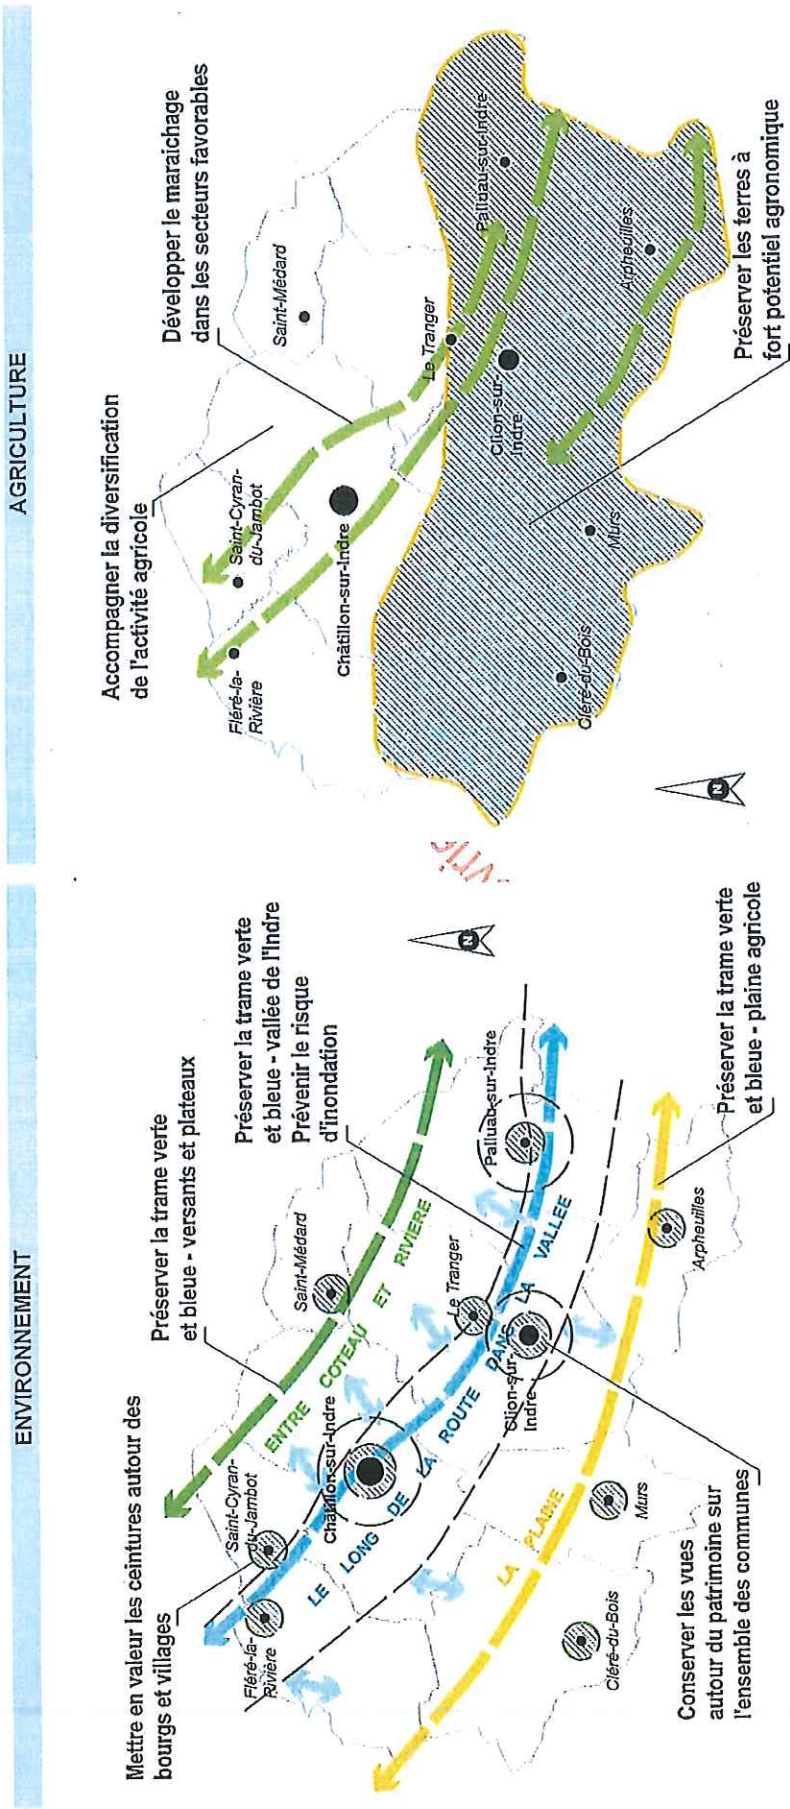 ENVIRONNEMENT
Mettre en valeur les ceintures autour des
bourgs et villages
Préserver la trame verte
et bleue - versants et plateaux
Préserver la trame verte
et bleue - vallée de l'Indre
Prévenir le risque
d'inondation
Saint-Cyran-
du-Jambot
Fléré-la-
Rivière
Châtillon-sur-Indre
Saint-Médard
Le Tranger
Palluau-sur-Indre
Clion-sur-
Indre
Arpheuilles
Murs
Cléré-du-Bois
ENTRE COTEAU ET RIVIERE
LE LONG DE LA ROUTE DANS LA VALLEE
LA PLAINE
Conserver les vues
autour du patrimoine sur
l'ensemble des communes
Préserver la trame verte
et bleue - plaine agricole
N
AGRICULTURE
Accompagner la diversification
de l'activité agricole
Développer le maraichage
dans les secteurs favorables
Fléré-la-
Rivière
Saint-Cyran-
du-Jambot
Châtillon-sur-Indre
Saint-Médard
Le Tranger
Palluau-sur-Indre
Clion-sur-
Indre
Arpheuilles
Murs
Cléré-du-Bois
Préserver les terres à
fort potentiel agronomique
N